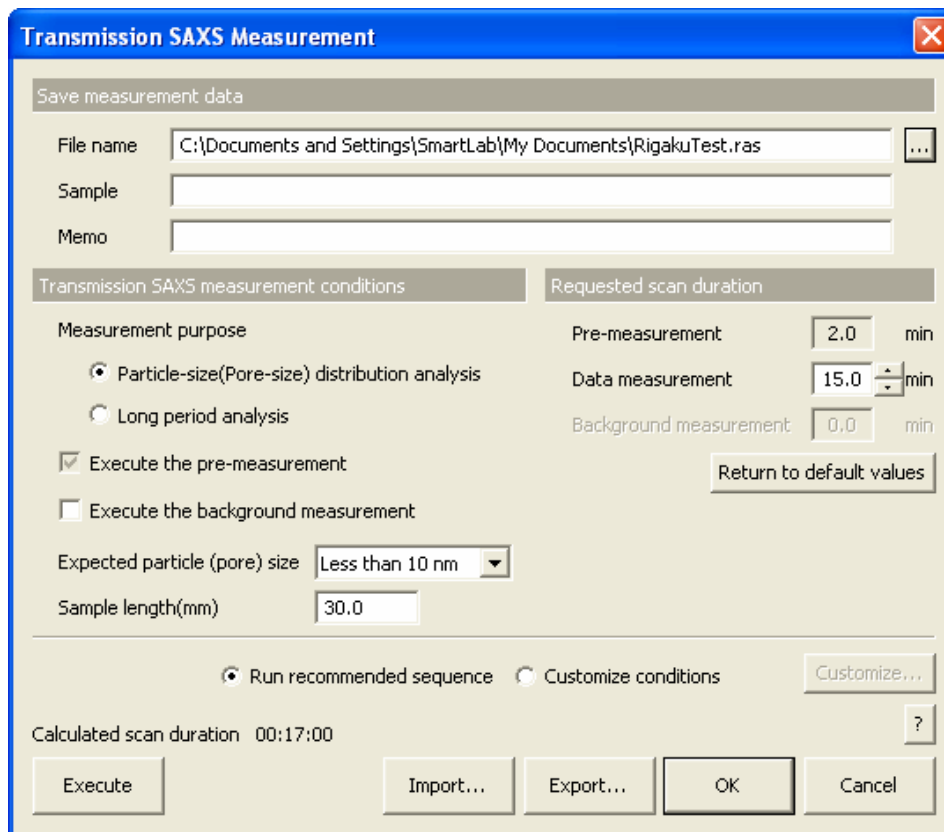 Transmission SAXS Measurement
Save measurement data
File name C:\Documents and Settings\SmartLab\My Documents\RigakuTest.ras ...
Sample
Memo
Transmission SAXS measurement conditions
Measurement purpose
Particle-size(Pore-size) distribution analysis
Long period analysis
Execute the pre-measurement
Execute the background measurement
Expected particle (pore) size Less than 10 nm
Sample length(mm) 30.0
Requested scan duration
Pre-measurement 2.0 min
Data measurement 15.0 min
Background measurement 0.0 min
Return to default values
Run recommended sequence Customize conditions Customize...
?
Calculated scan duration 00:17:00
Execute Import... Export... OK Cancel